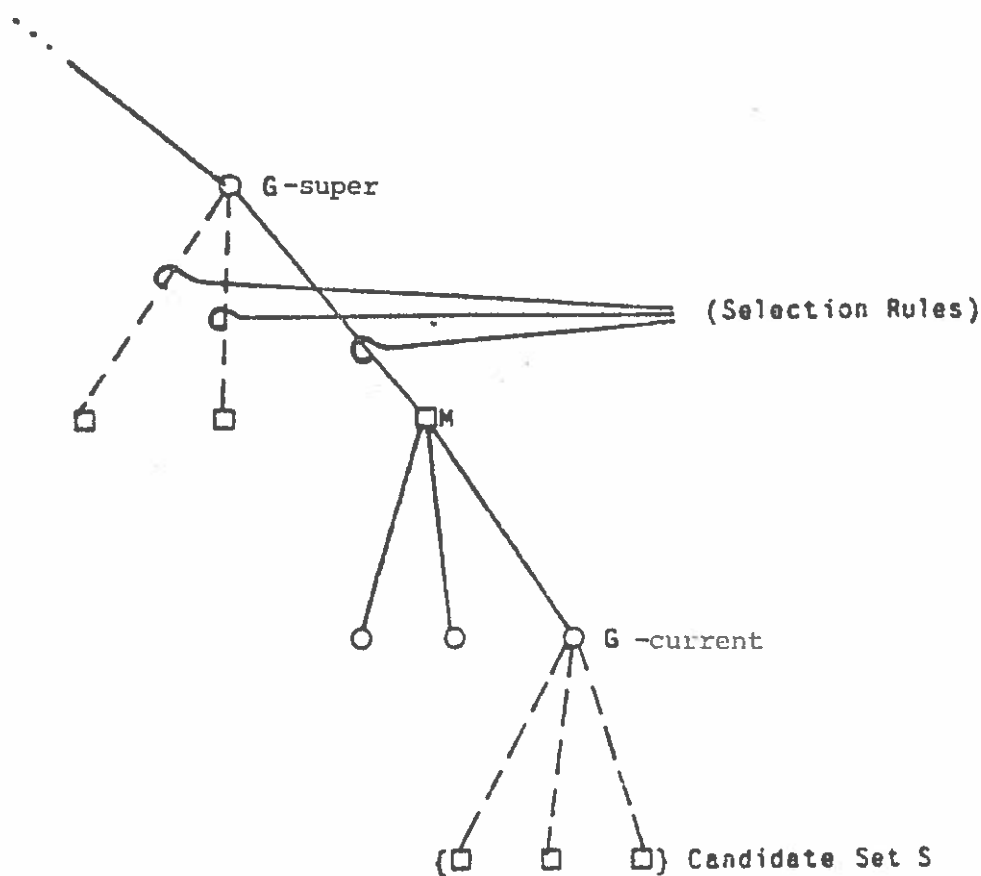 G-super
(Selection Rules)
M
G -current
{ } Candidate Set S